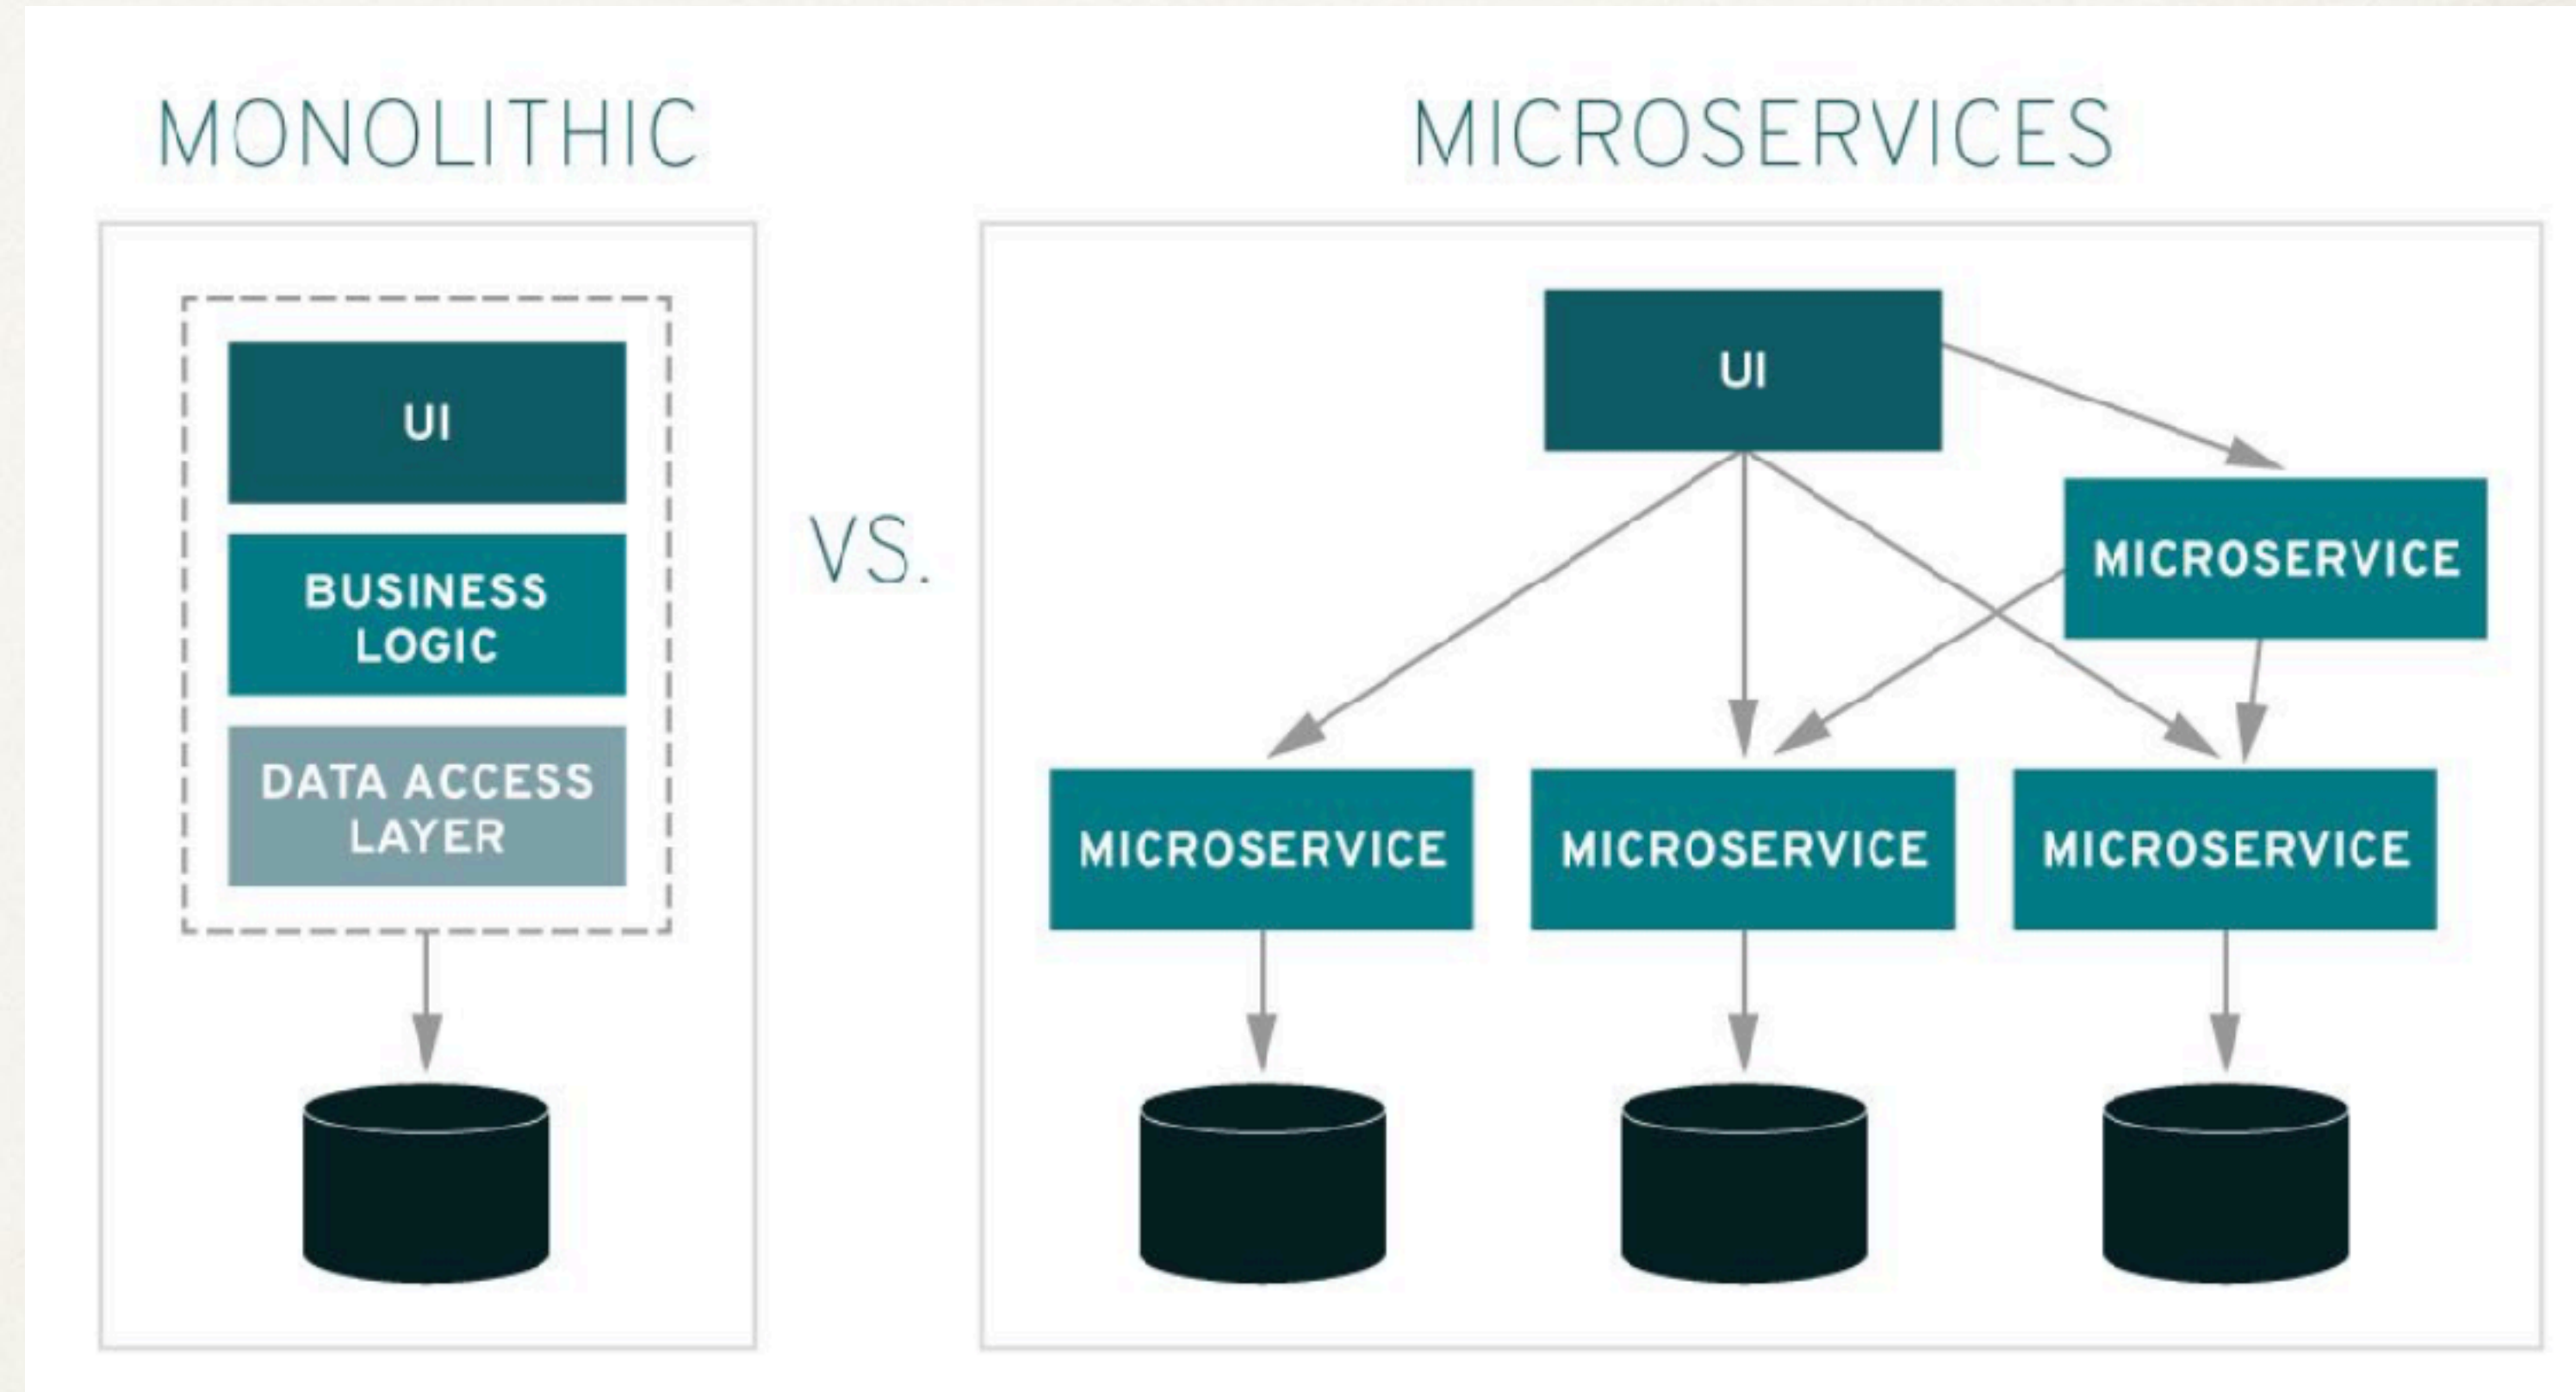 MONOLITHIC
UI
BUSINESS
LOGIC
DATA ACCESS
LAYER
VS.
MICROSERVICES
UI
MICROSERVICE
MICROSERVICE
MICROSERVICE
MICROSERVICE